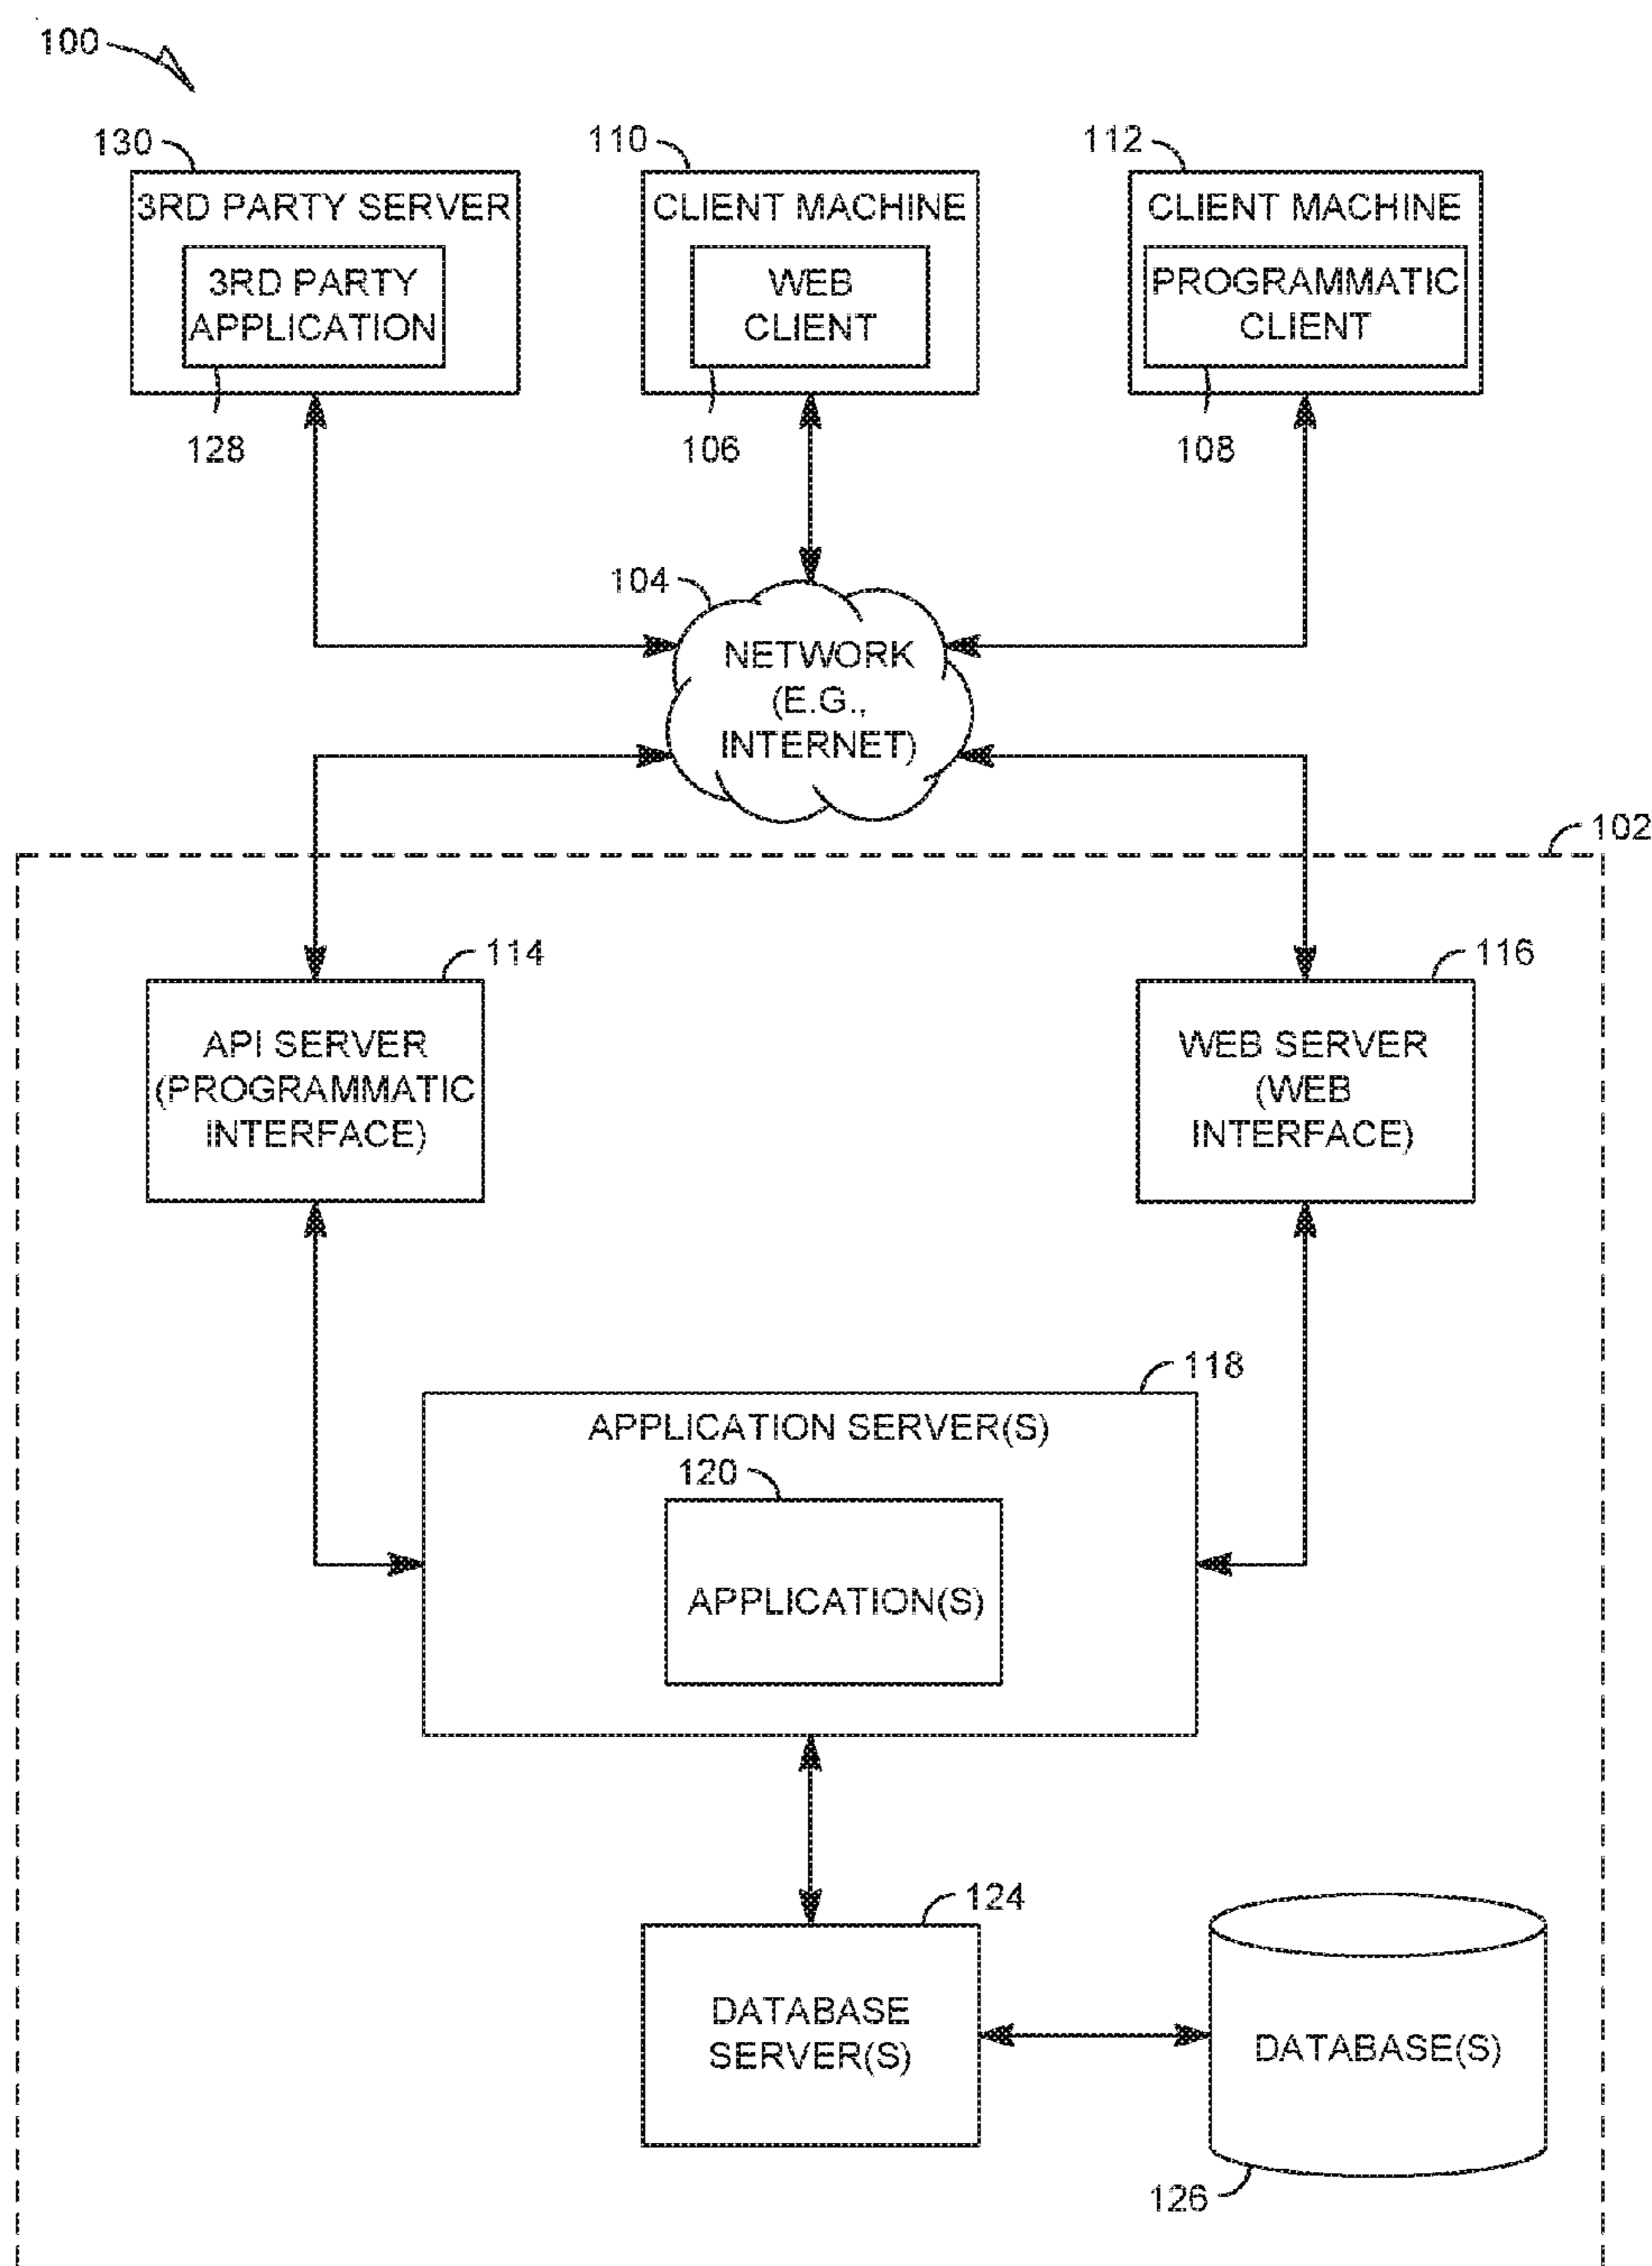 100
130
110
112
3RD PARTY SERVER
CLIENT MACHINE
CLIENT MACHINE
3RD PARTY
APPLICATION
WEB
CLIENT
PROGRAMMATIC
CLIENT
128
106
108
104
NETWORK
(E.G.,
INTERNET)
102
114
116
API SERVER
(PROGRAMMATIC
INTERFACE)
WEB SERVER
(WEB
INTERFACE)
118
APPLICATION SERVER(S)
120
APPLICATION(S)
124
DATABASE
SERVER(S)
DATABASE(S)
126